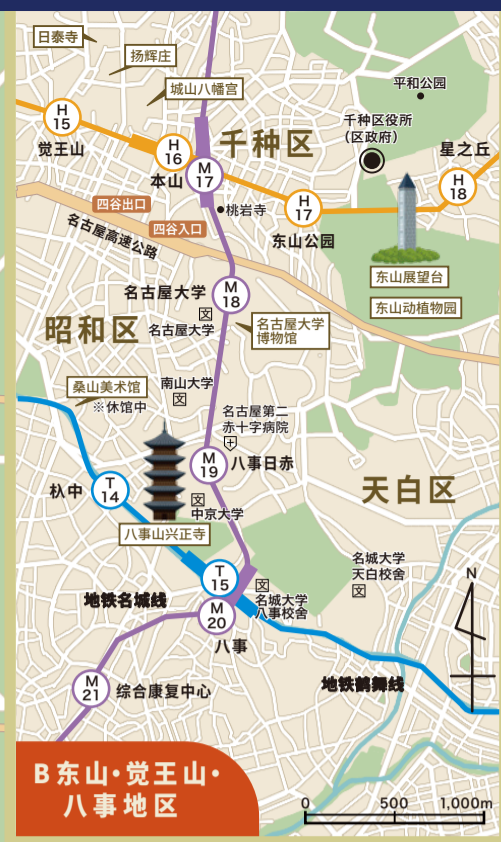 日泰寺
扬辉庄
城山八幡宫
平和公园
千种区役所
（区政府）
千种区
星之丘
H
15
觉王山
H
16
本山
M
17
H
17
东山公园
H
18
桃岩寺
四谷出口
四谷入口
名古屋高速公路
东山展望台
东山动植物园
名古屋大学
M
18
名古屋大学
名古屋大学
博物馆
昭和区
桑山美术馆
※休馆中
南山大学
名古屋第二
赤十字病院
M
19
八事日赤
天白区
杁中
T
14
中京大学
八事山兴正寺
名城大学
天白校舍
T
15
名城大学
八事校舍
地铁名城线
M
20
八事
N
地铁鹤舞线
M
21
综合康复中心
B东山・觉王山・
八事地区
0 500 1,000m